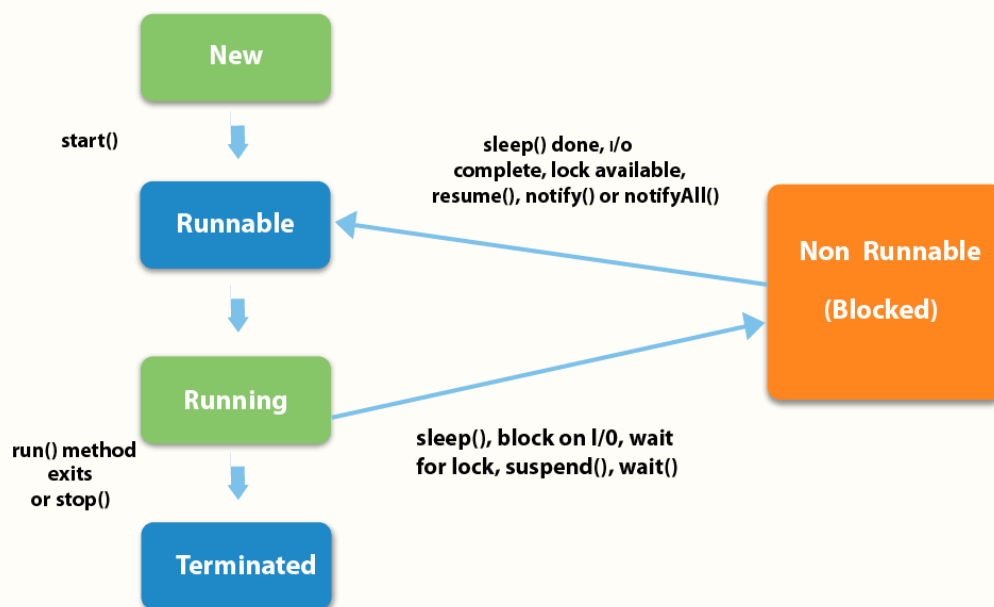 New
start()
sleep() done, I/o
complete, lock available,
resume(), notify() or notifyAll()
Runnable
Non Runnable
(Blocked)
Running
sleep(), block on I/0, wait
for lock, suspend(), wait()
run() method
exits
or stop()
Terminated